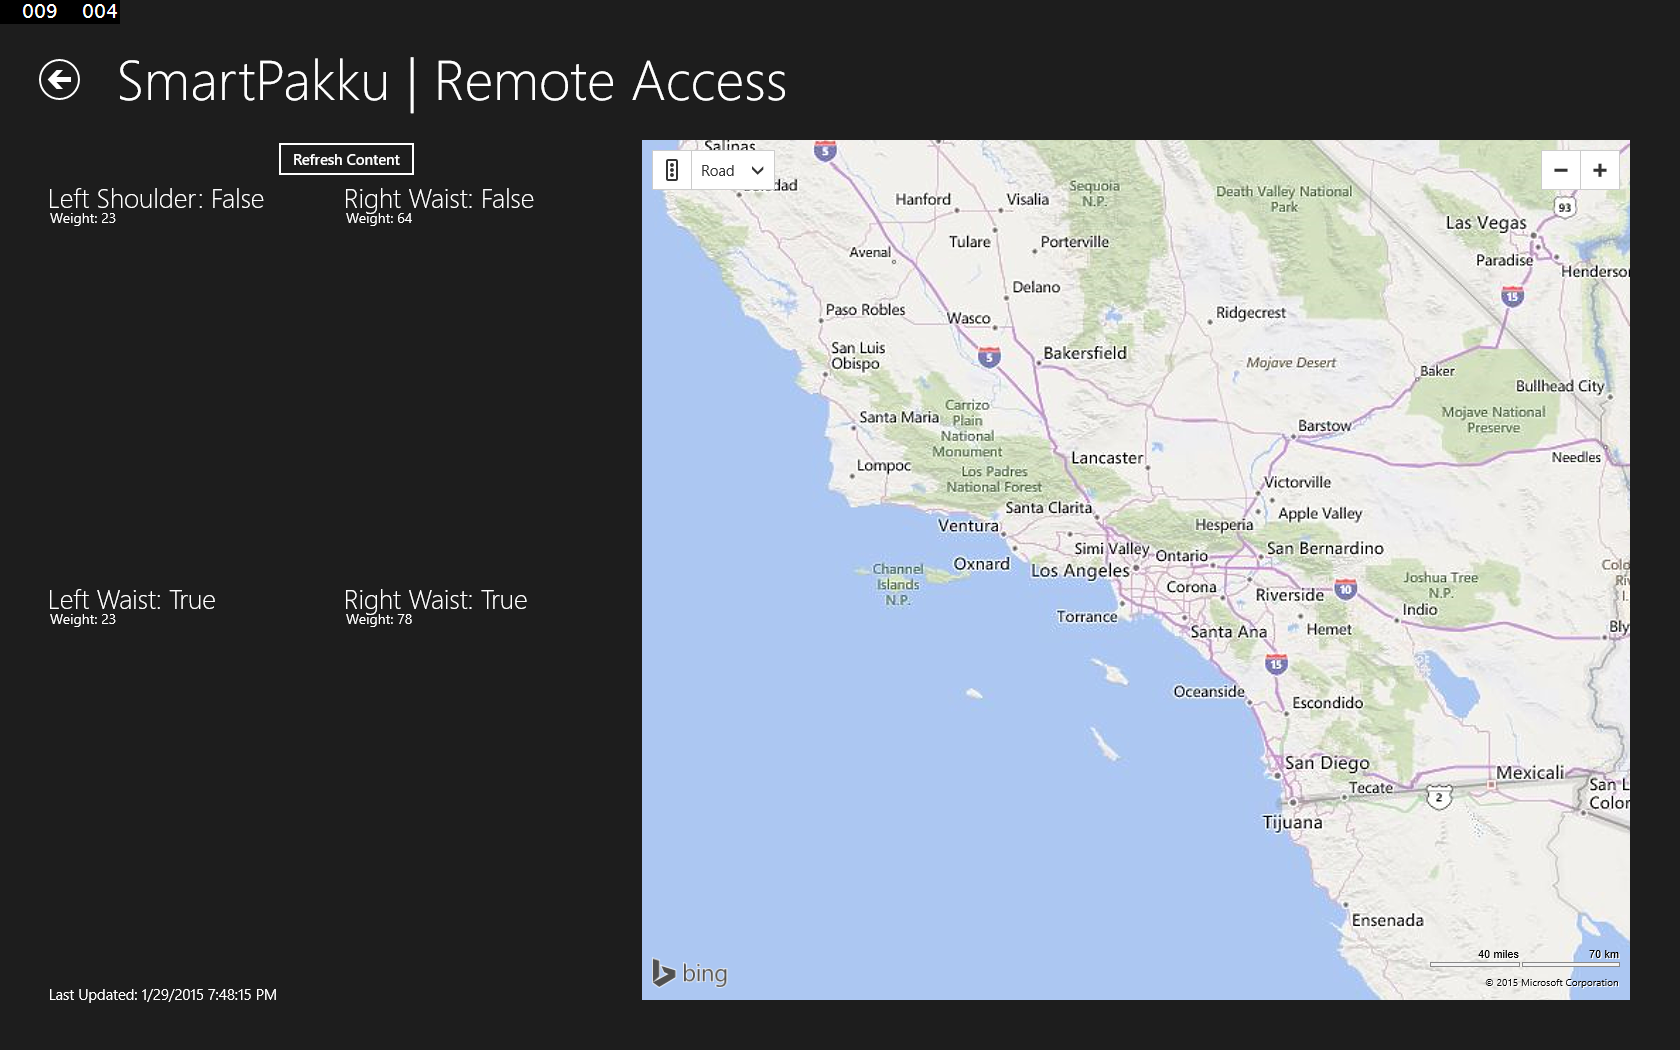 009 004
SmartPakku | Remote Access
Refresh Content
Left Shoulder: False
Weight: 23
Right Waist: False
Weight: 64
Left Waist: True
Weight: 23
Right Waist: True
Weight: 78
Last Updated: 1/29/2015 7:48:15 PM
Salinas
5
Road
Sequoia
N.P.
Death Valley National
Park
93
Hanford
Visalia
Las Vegas
Tulare
Porterville
Avenal
Paradise
Henderson
Delano
15
Paso Robles
Wasco
Ridgecrest
San Luis
Obispo
5
Bakersfield
Mojave Desert
Baker
Bullhead City
Santa Maria
Carrizo
Plain
National
Monument
Mojave National
Preserve
Barstow
Lompoc
Los Padres
National Forest
Lancaster
Needles
Victorville
Santa Clarita
Apple Valley
Ventura
Hesperia
Simi Valley
Ontario
San Bernardino
Oxnard
Los Angeles
Channel
Islands
N.P.
Corona
Riverside
10
Joshua Tree
N.P.
Indio
Torrance
Santa Ana
Hemet
Bly
15
Oceanside
Escondido
San Diego
Mexicali
Tecate
2
San L
Color
Tijuana
Ensenada
40 miles
70 km
bing
© 2015 Microsoft Corporation